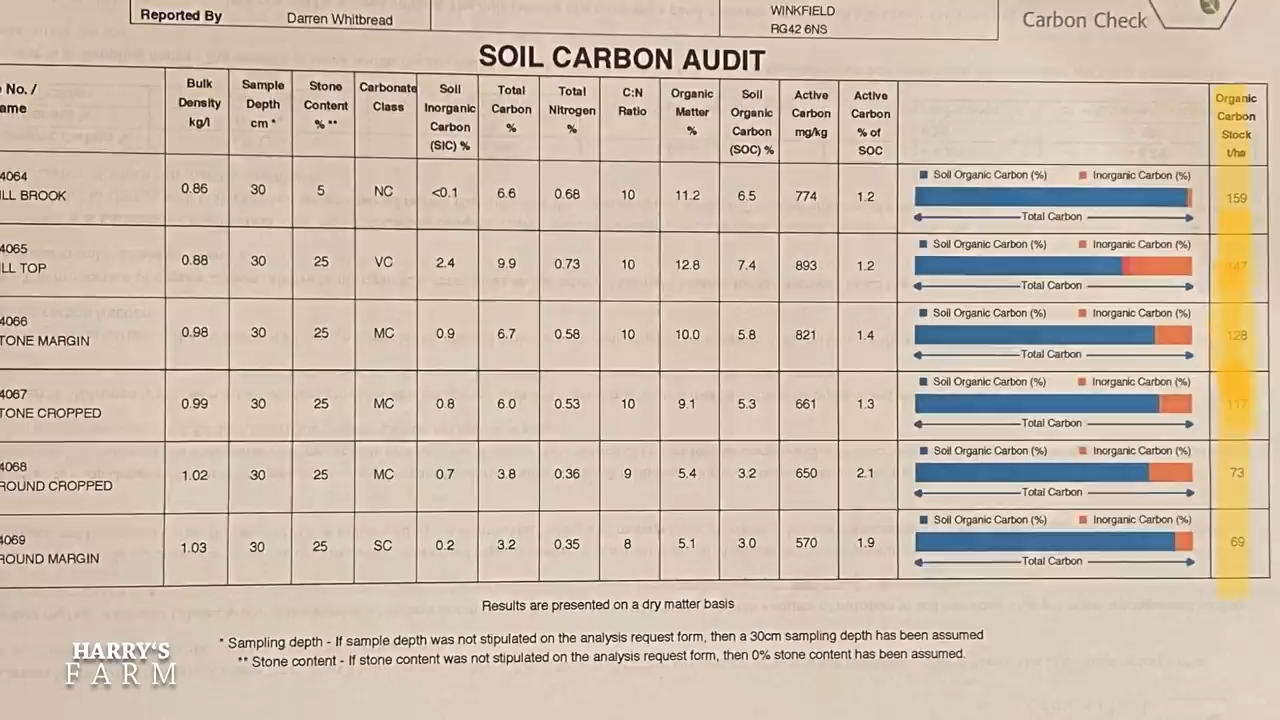 Reported By Darren Whitbread WINKFIELD
RG42 6NS
Carbon Check
SOIL CARBON AUDIT
No. /
ame
Bulk Density kg/l
Sample Depth cm *
Stone Content % **
Carbonate Class
Soil Inorganic Carbon (SIC) %
Total Carbon %
Total Nitrogen %
C:N Ratio
Organic Matter %
Soil Organic Carbon (SOC) %
Active Carbon mg/kg
Active Carbon % of SOC
Organic Carbon Stock t/ha
4064
LL BROOK 0.86 30 5 NC <0.1 6.6 0.68 10 11.2 6.5 774 1.2 159
Soil Organic Carbon (%) Inorganic Carbon (%)
Total Carbon
4065
LL TOP 0.88 30 25 VC 2.4 9.9 0.73 10 12.8 7.4 893 1.2 147
Soil Organic Carbon (%) Inorganic Carbon (%)
Total Carbon
4066
TONE MARGIN 0.98 30 25 MC 0.9 6.7 0.58 10 10.0 5.8 821 1.4 128
Soil Organic Carbon (%) Inorganic Carbon (%)
Total Carbon
4067
TONE CROPPED 0.99 30 25 MC 0.8 6.0 0.53 10 9.1 5.3 661 1.3 117
Soil Organic Carbon (%) Inorganic Carbon (%)
Total Carbon
4068
ROUND CROPPED 1.02 30 25 MC 0.7 3.8 0.36 9 5.4 3.2 650 2.1 73
Soil Organic Carbon (%) Inorganic Carbon (%)
Total Carbon
4069
ROUND MARGIN 1.03 30 25 SC 0.2 3.2 0.35 8 5.1 3.0 570 1.9 69
Soil Organic Carbon (%) Inorganic Carbon (%)
Total Carbon
Results are presented on a dry matter basis
* Sampling depth - If sample depth was not stipulated on the analysis request form, then a 30cm sampling depth has been assumed
** Stone content - If stone content was not stipulated on the analysis request form, then 0% stone content has been assumed.
HARRY'S
FARM